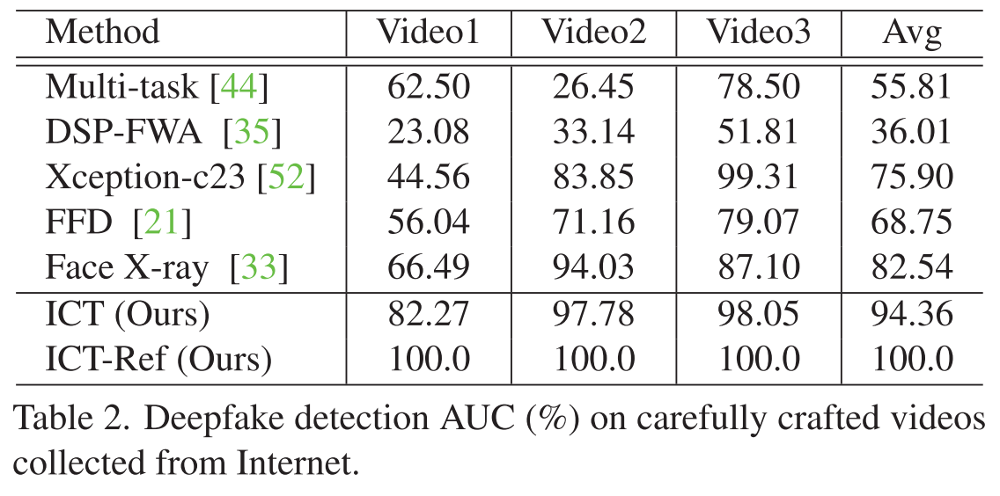 Method Video1 Video2 Video3 Avg
Multi-task [44] 62.50 26.45 78.50 55.81
DSP-FWA [35] 23.08 33.14 51.81 36.01
Xception-c23 [52] 44.56 83.85 99.31 75.90
FFD [21] 56.04 71.16 79.07 68.75
Face X-ray [33] 66.49 94.03 87.10 82.54
ICT (Ours) 82.27 97.78 98.05 94.36
ICT-Ref (Ours) 100.0 100.0 100.0 100.0
Table 2. Deepfake detection AUC (%) on carefully crafted videos
collected from Internet.